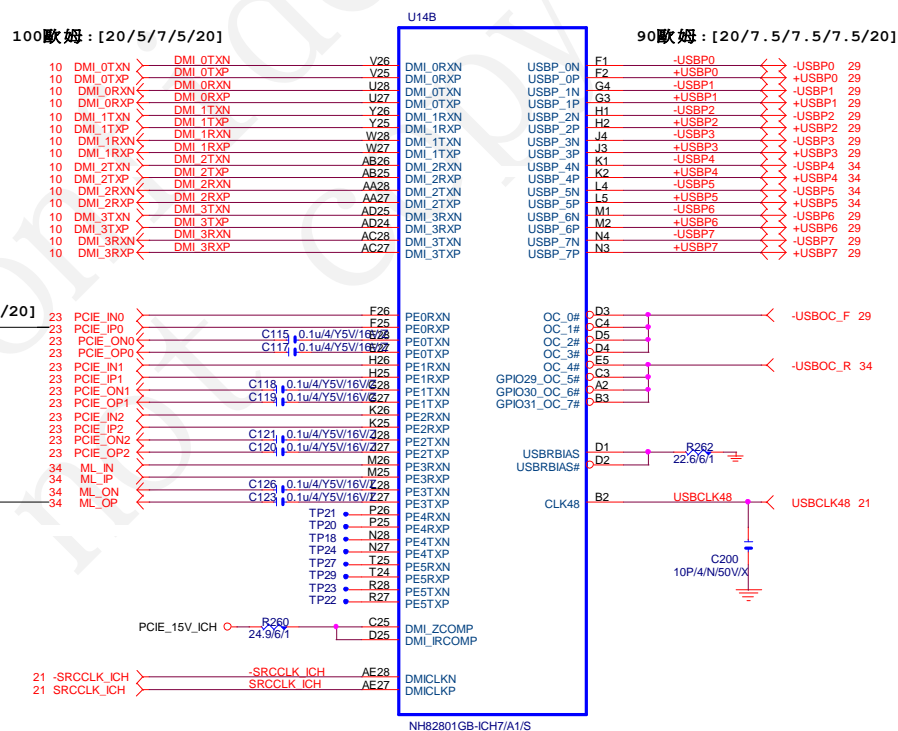 U14B
100歐姆:[20/5/7/5/20]
90歐姆:[20/7.5/7.5/7.5/20]
10 DMI_0TXN DMI_0TXN V26 DMI_0RXN USBP_0N F1 -USBP0 -USBP0 29
10 DMI_0TXP DMI_0TXP V25 DMI_0RXP USBP_0P F2 +USBP0 +USBP0 29
10 DMI_0RXN DMI_0RXN U28 DMI_0TXN USBP_1N G4 -USBP1 -USBP1 29
10 DMI_0RXP DMI_0RXP U27 DMI_0TXP USBP_1P G3 +USBP1 +USBP1 29
10 DMI_1TXN DMI_1TXN Y26 DMI_1RXN USBP_2N H1 -USBP2 -USBP2 29
10 DMI_1TXP DMI_1TXP Y25 DMI_1RXP USBP_2P H2 +USBP2 +USBP2 29
10 DMI_1RXN DMI_1RXN W28 DMI_1TXN USBP_3N J4 -USBP3 -USBP3 29
10 DMI_1RXP DMI_1RXP W27 DMI_1TXP USBP_3P J3 +USBP3 +USBP3 29
10 DMI_2TXN DMI_2TXN AB26 DMI_2RXN USBP_4N K1 -USBP4 -USBP4 34
10 DMI_2TXP DMI_2TXP AB25 DMI_2RXP USBP_4P K2 +USBP4 +USBP4 34
10 DMI_2RXN DMI_2RXN AA28 DMI_2TXN USBP_5N L4 -USBP5 -USBP5 34
10 DMI_2RXP DMI_2RXP AA27 DMI_2TXP USBP_5P L5 +USBP5 +USBP5 34
10 DMI_3TXN DMI_3TXN AD25 DMI_3RXN USBP_6N M1 -USBP6 -USBP6 29
10 DMI_3TXP DMI_3TXP AD24 DMI_3RXP USBP_6P M2 +USBP6 +USBP6 29
10 DMI_3RXN DMI_3RXN AC28 DMI_3TXN USBP_7N N4 -USBP7 -USBP7 29
10 DMI_3RXP DMI_3RXP AC27 DMI_3TXP USBP_7P N3 +USBP7 +USBP7 29
/20]
23 PCIE_IN0 F26 PE0RXN OC_0# D3 -USBOC_F 29
23 PCIE_IP0 F25 PE0RXP OC_1# C4
23 PCIE_ON0 C115 0.1u/4/Y5V/16V/Z PE0TXN OC_2# D5
23 PCIE_OP0 C117 0.1u/4/Y5V/16V/Z PE0TXP OC_3# D4
23 PCIE_IN1 H26 PE1RXN OC_4# E5 -USBOC_R 34
23 PCIE_IP1 H25 PE1RXP GPIO29_OC_5# C3
23 PCIE_ON1 C118 0.1u/4/Y5V/16V/Z G28 PE1TXN GPIO30_OC_6# A2
23 PCIE_OP1 C119 0.1u/4/Y5V/16V/Z G27 PE1TXP GPIO31_OC_7# B3
23 PCIE_IN2 K26 PE2RXN
23 PCIE_IP2 K25 PE2RXP
23 PCIE_ON2 C121 0.1u/4/Y5V/16V/Z J28 PE2TXN USBRBIAS D1 R262
23 PCIE_OP2 C120 0.1u/4/Y5V/16V/Z J27 PE2TXP USBRBIAS# D2 22.6/6/1
34 ML_IN M26 PE3RXN
34 ML_IP M25 PE3RXP
34 ML_ON C126 0.1u/4/Y5V/16V/Z L28 PE3TXN
34 ML_OP C123 0.1u/4/Y5V/16V/Z L27 PE3TXP CLK48 B2 USBCLK48 USBCLK48 21
TP21 P26 PE4RXN
TP20 P25 PE4RXP
TP18 N28 PE4TXN
TP24 N27 PE4TXP
TP27 T25 PE5RXN
TP29 T24 PE5RXP
TP23 R28 PE5TXN
TP22 R27 PE5TXP
C200
10P/4/N/50V/X
PCIE_15V_ICH R260 C25 DMI_ZCOMP
24.9/6/1 D25 DMI_IRCOMP
21 -SRCCLK_ICH -SRCCLK_ICH AE28 DMICLKN
21 SRCCLK_ICH SRCCLK_ICH AE27 DMICLKP
NH82801GB-ICH7/A1/S